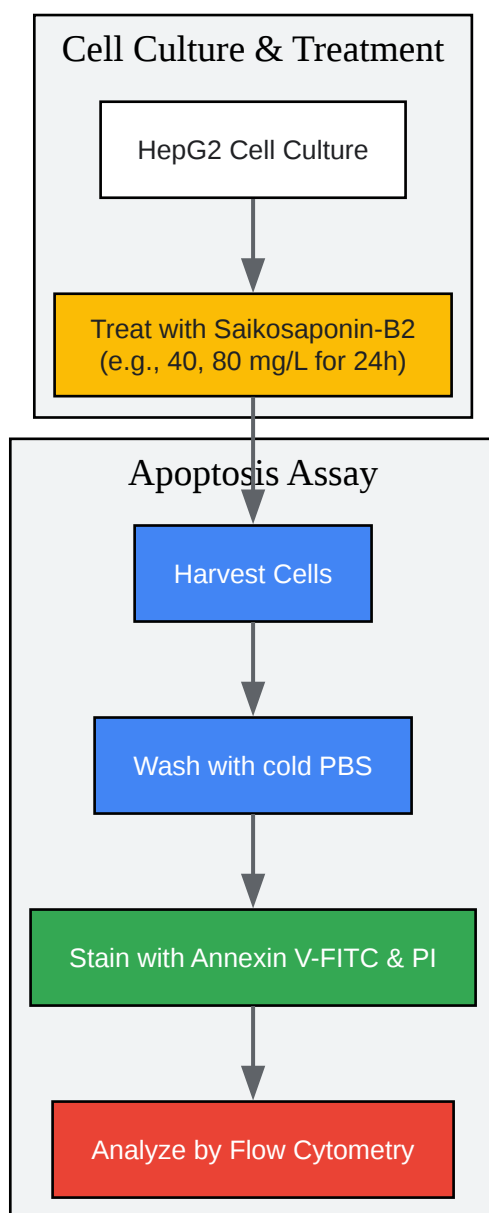 Cell Culture & Treatment
HepG2 Cell Culture
Treat with Saikosaponin-B2
(e.g., 40, 80 mg/L for 24h)
Apoptosis Assay
Harvest Cells
Wash with cold PBS
Stain with Annexin V-FITC & PI
Analyze by Flow Cytometry